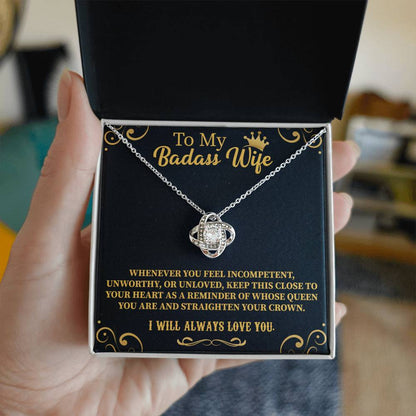 To My
Badass Wife
WHENEVER YOU FEEL INCOMPETENT,
UNWORTHY, OR UNLOVED, KEEP THIS CLOSE TO
YOUR HEART AS A REMINDER OF WHOSE QUEEN
YOU ARE AND STRAIGHTEN YOUR CROWN.
I WILL ALWAYS LOVE YOU.